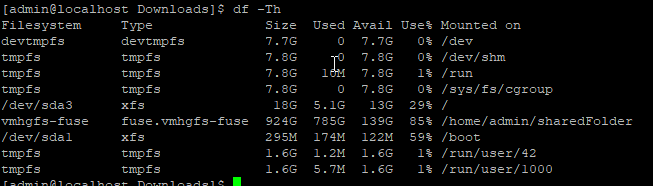 [admin@localhost Downloads]$ df -Th
Filesystem Type Size Used Avail Use% Mounted on
devtmpfs devtmpfs 7.7G 0 7.7G 0% /dev
tmpfs tmpfs 7.8G 0 7.8G 0% /dev/shm
tmpfs tmpfs 7.8G 10M 7.8G 1% /run
tmpfs tmpfs 7.8G 0 7.8G 0% /sys/fs/cgroup
/dev/sda3 xfs 18G 5.1G 13G 29% /
vmhgfs-fuse fuse.vmhgfs-fuse 924G 785G 139G 85% /home/admin/sharedFolder
/dev/sda1 xfs 295M 174M 122M 59% /boot
tmpfs tmpfs 1.6G 1.2M 1.6G 1% /run/user/42
tmpfs tmpfs 1.6G 5.7M 1.6G 1% /run/user/1000
[admin@localhost Downloads]$